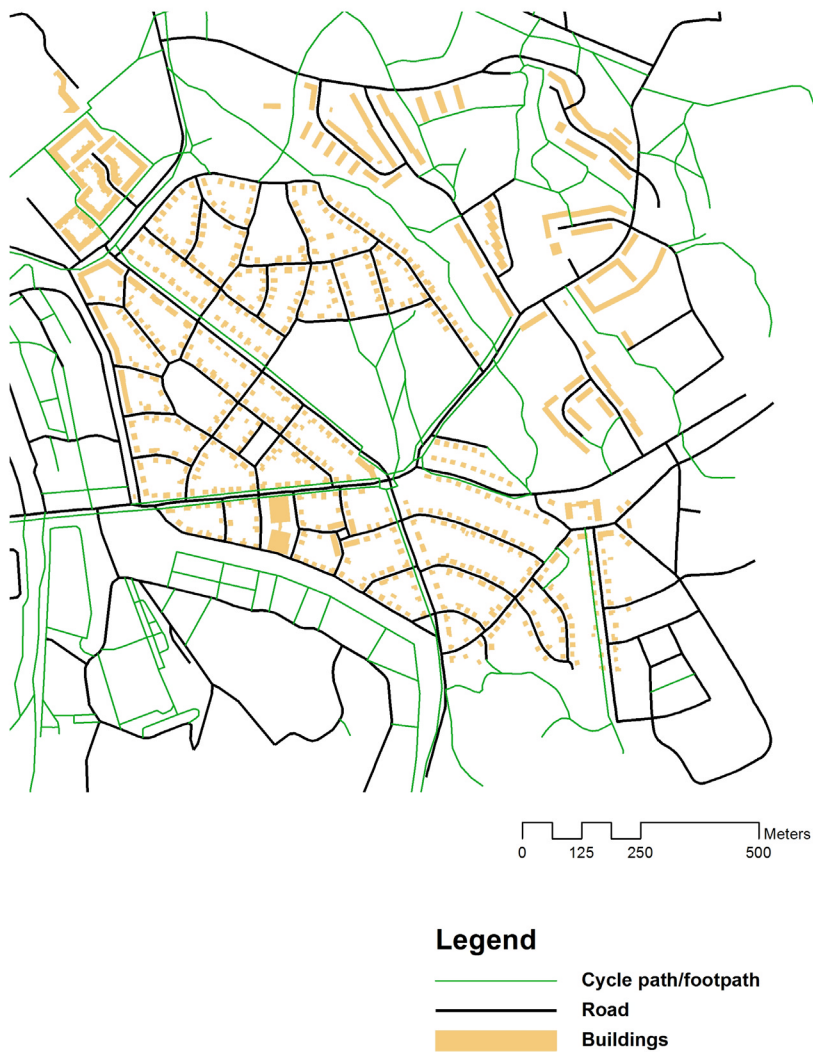 Meters
0 125 250 500
Legend
Cycle path/footpath
Road
Buildings